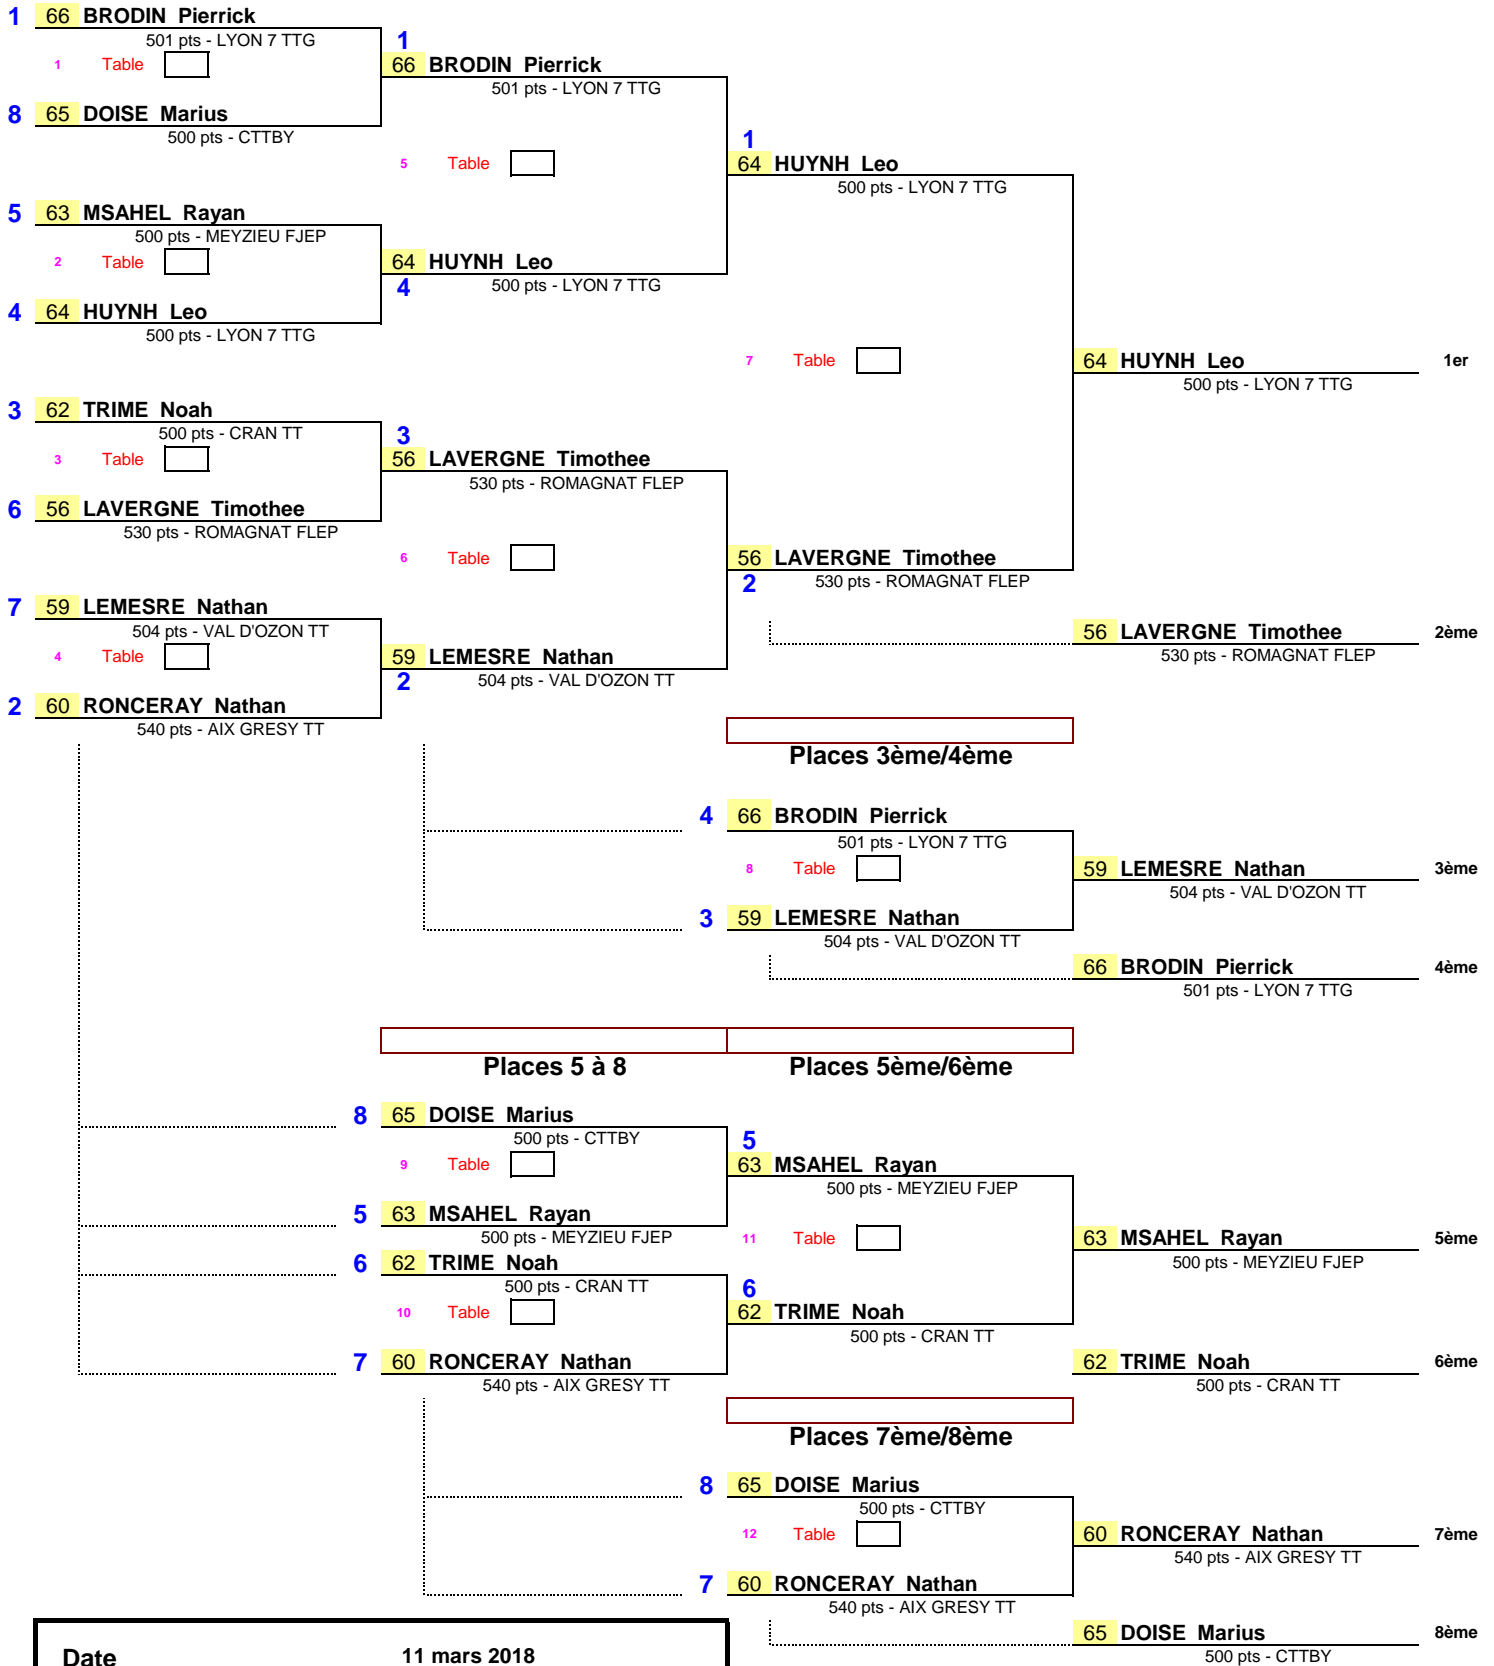 1 66 BRODIN Pierrick
501 pts - LYON 7 TTG
1 Table
8 65 DOISE Marius
500 pts - CTTBY
5 63 MSAHEL Rayan
500 pts - MEYZIEU FJEP
2 Table
4 64 HUYNH Leo
500 pts - LYON 7 TTG
3 62 TRIME Noah
500 pts - CRAN TT
3 Table
6 56 LAVERGNE Timothee
530 pts - ROMAGNAT FLEP
7 59 LEMESRE Nathan
504 pts - VAL D'OZON TT
4 Table
2 60 RONCERAY Nathan
540 pts - AIX GRESY TT
1
66 BRODIN Pierrick
501 pts - LYON 7 TTG
5 Table
64 HUYNH Leo
4
500 pts - LYON 7 TTG
3
56 LAVERGNE Timothee
530 pts - ROMAGNAT FLEP
6 Table
59 LEMESRE Nathan
2
504 pts - VAL D'OZON TT
1
64 HUYNH Leo
500 pts - LYON 7 TTG
7 Table
56 LAVERGNE Timothee
2
530 pts - ROMAGNAT FLEP
64 HUYNH Leo 1er
500 pts - LYON 7 TTG
56 LAVERGNE Timothee 2ème
530 pts - ROMAGNAT FLEP
Places 3ème/4ème
4 66 BRODIN Pierrick
501 pts - LYON 7 TTG
8 Table
3 59 LEMESRE Nathan
504 pts - VAL D'OZON TT
59 LEMESRE Nathan 3ème
504 pts - VAL D'OZON TT
66 BRODIN Pierrick 4ème
501 pts - LYON 7 TTG
Places 5 à 8
Places 5ème/6ème
8 65 DOISE Marius
500 pts - CTTBY
9 Table
5 63 MSAHEL Rayan
500 pts - MEYZIEU FJEP
6 62 TRIME Noah
500 pts - CRAN TT
10 Table
7 60 RONCERAY Nathan
540 pts - AIX GRESY TT
5
63 MSAHEL Rayan
500 pts - MEYZIEU FJEP
11 Table
6
62 TRIME Noah
500 pts - CRAN TT
63 MSAHEL Rayan 5ème
500 pts - MEYZIEU FJEP
62 TRIME Noah 6ème
500 pts - CRAN TT
Places 7ème/8ème
8 65 DOISE Marius
500 pts - CTTBY
12 Table
7 60 RONCERAY Nathan
540 pts - AIX GRESY TT
60 RONCERAY Nathan 7ème
540 pts - AIX GRESY TT
65 DOISE Marius 8ème
500 pts - CTTBY
Date 11 mars 2018